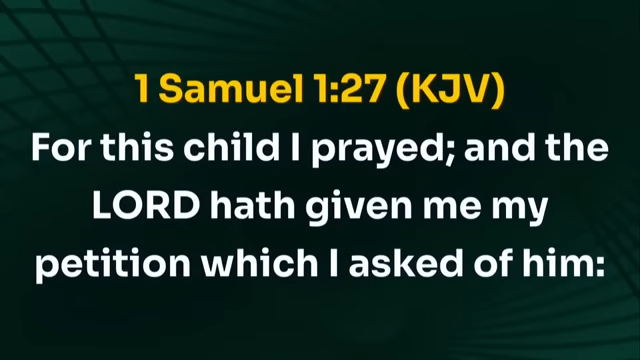 1 Samuel 1:27 (KJV)
For this child I prayed; and the
LORD hath given me my
petition which I asked of him: